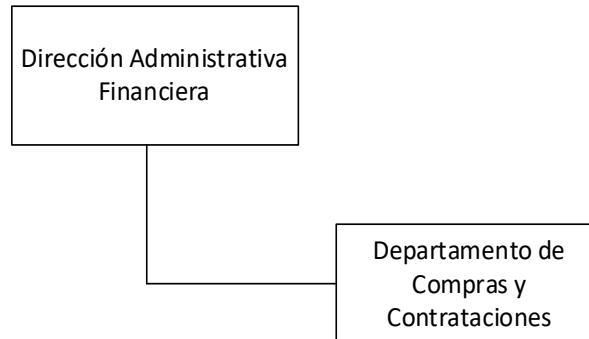 Dirección Administrativa
Financiera
Departamento de
Compras y
Contrataciones